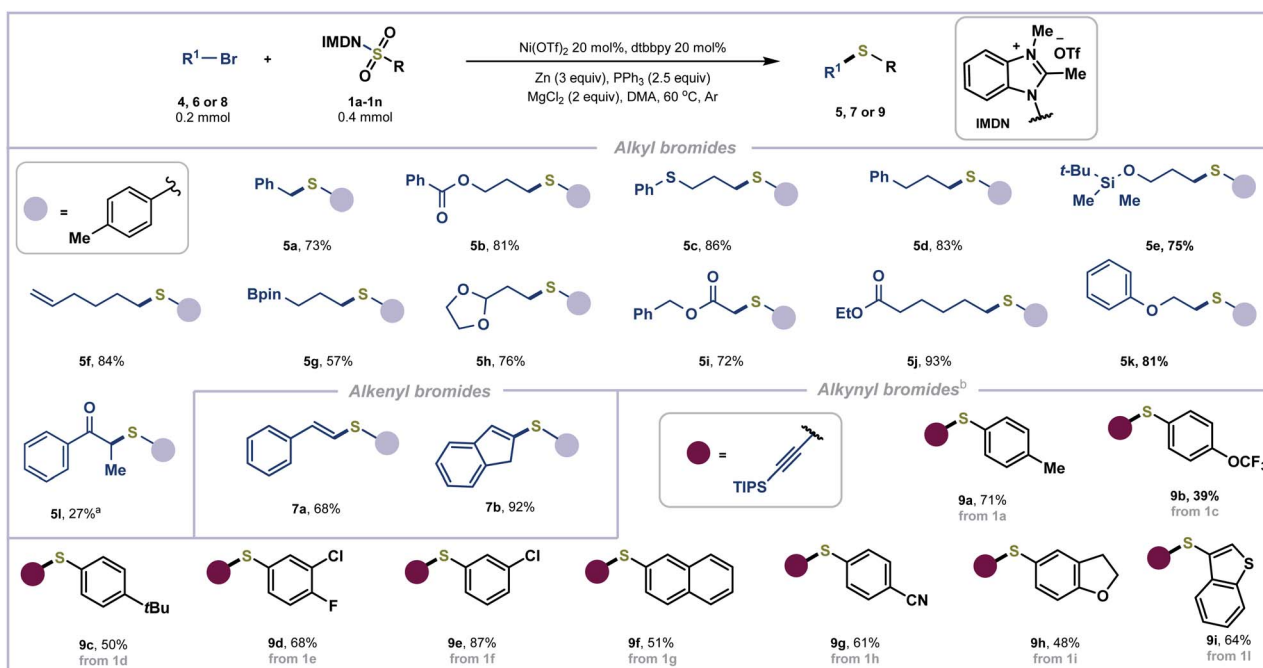 R1—Br
+
IMDN
O
S
O
R
Ni(OTf)2 20 mol%, dtbbpy 20 mol%
Zn (3 equiv), PPh3 (2.5 equiv)
MgCl2 (2 equiv), DMA, 60 °C, Ar
R1
S
R
Me
N
+
−
OTf
Me
N
IMDN
4, 6 or 8
0.2 mmol
1a-1n
0.4 mmol
5, 7 or 9
Alkyl bromides
=
Me
Ph
S
5a, 73%
Ph
O
O
S
5b, 81%
Ph
S
S
5c, 86%
Ph
S
5d, 83%
t-Bu
Si
O
Me
Me
S
5e, 75%
S
5f, 84%
Bpin
S
5g, 57%
O
O
S
5h, 76%
Ph
O
O
S
5i, 72%
O
EtO
S
5j, 93%
O
S
5k, 81%
Alkenyl bromides
Alkynyl bromidesb
O
S
Me
5l, 27%a
S
7a, 68%
S
7b, 92%
=
TIPS
S
Me
9a, 71%
from 1a
S
OCF3
9b, 39%
from 1c
S
tBu
9c, 50%
from 1d
S
Cl
F
9d, 68%
from 1e
S
Cl
9e, 87%
from 1f
S
9f, 51%
from 1g
S
CN
9g, 61%
from 1h
S
O
9h, 48%
from 1i
S
S
9i, 64%
from 1l